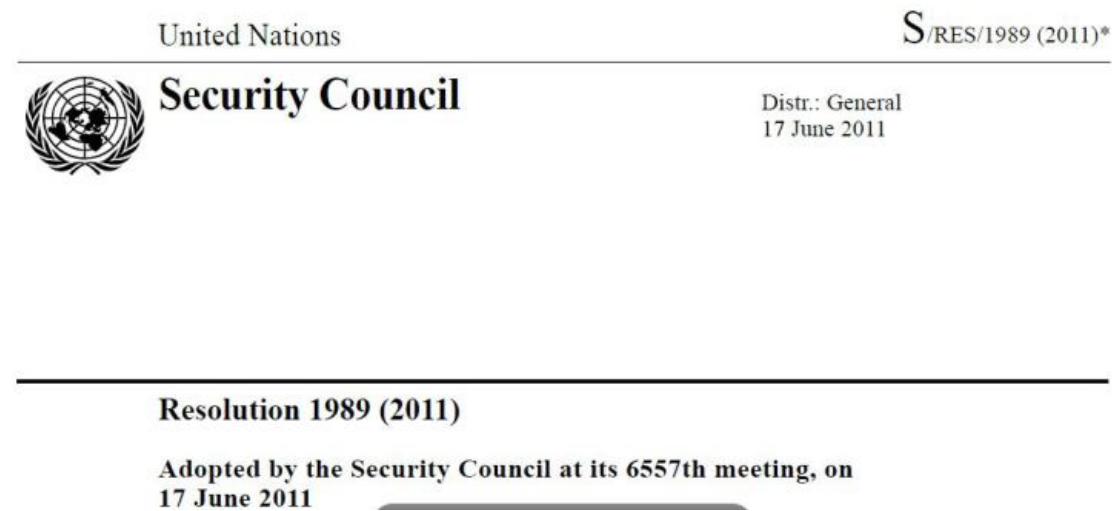 United Nations
S/RES/1989 (2011)*
Security Council
Distr.: General
17 June 2011
Resolution 1989 (2011)
Adopted by the Security Council at its 6557th meeting, on
17 June 2011